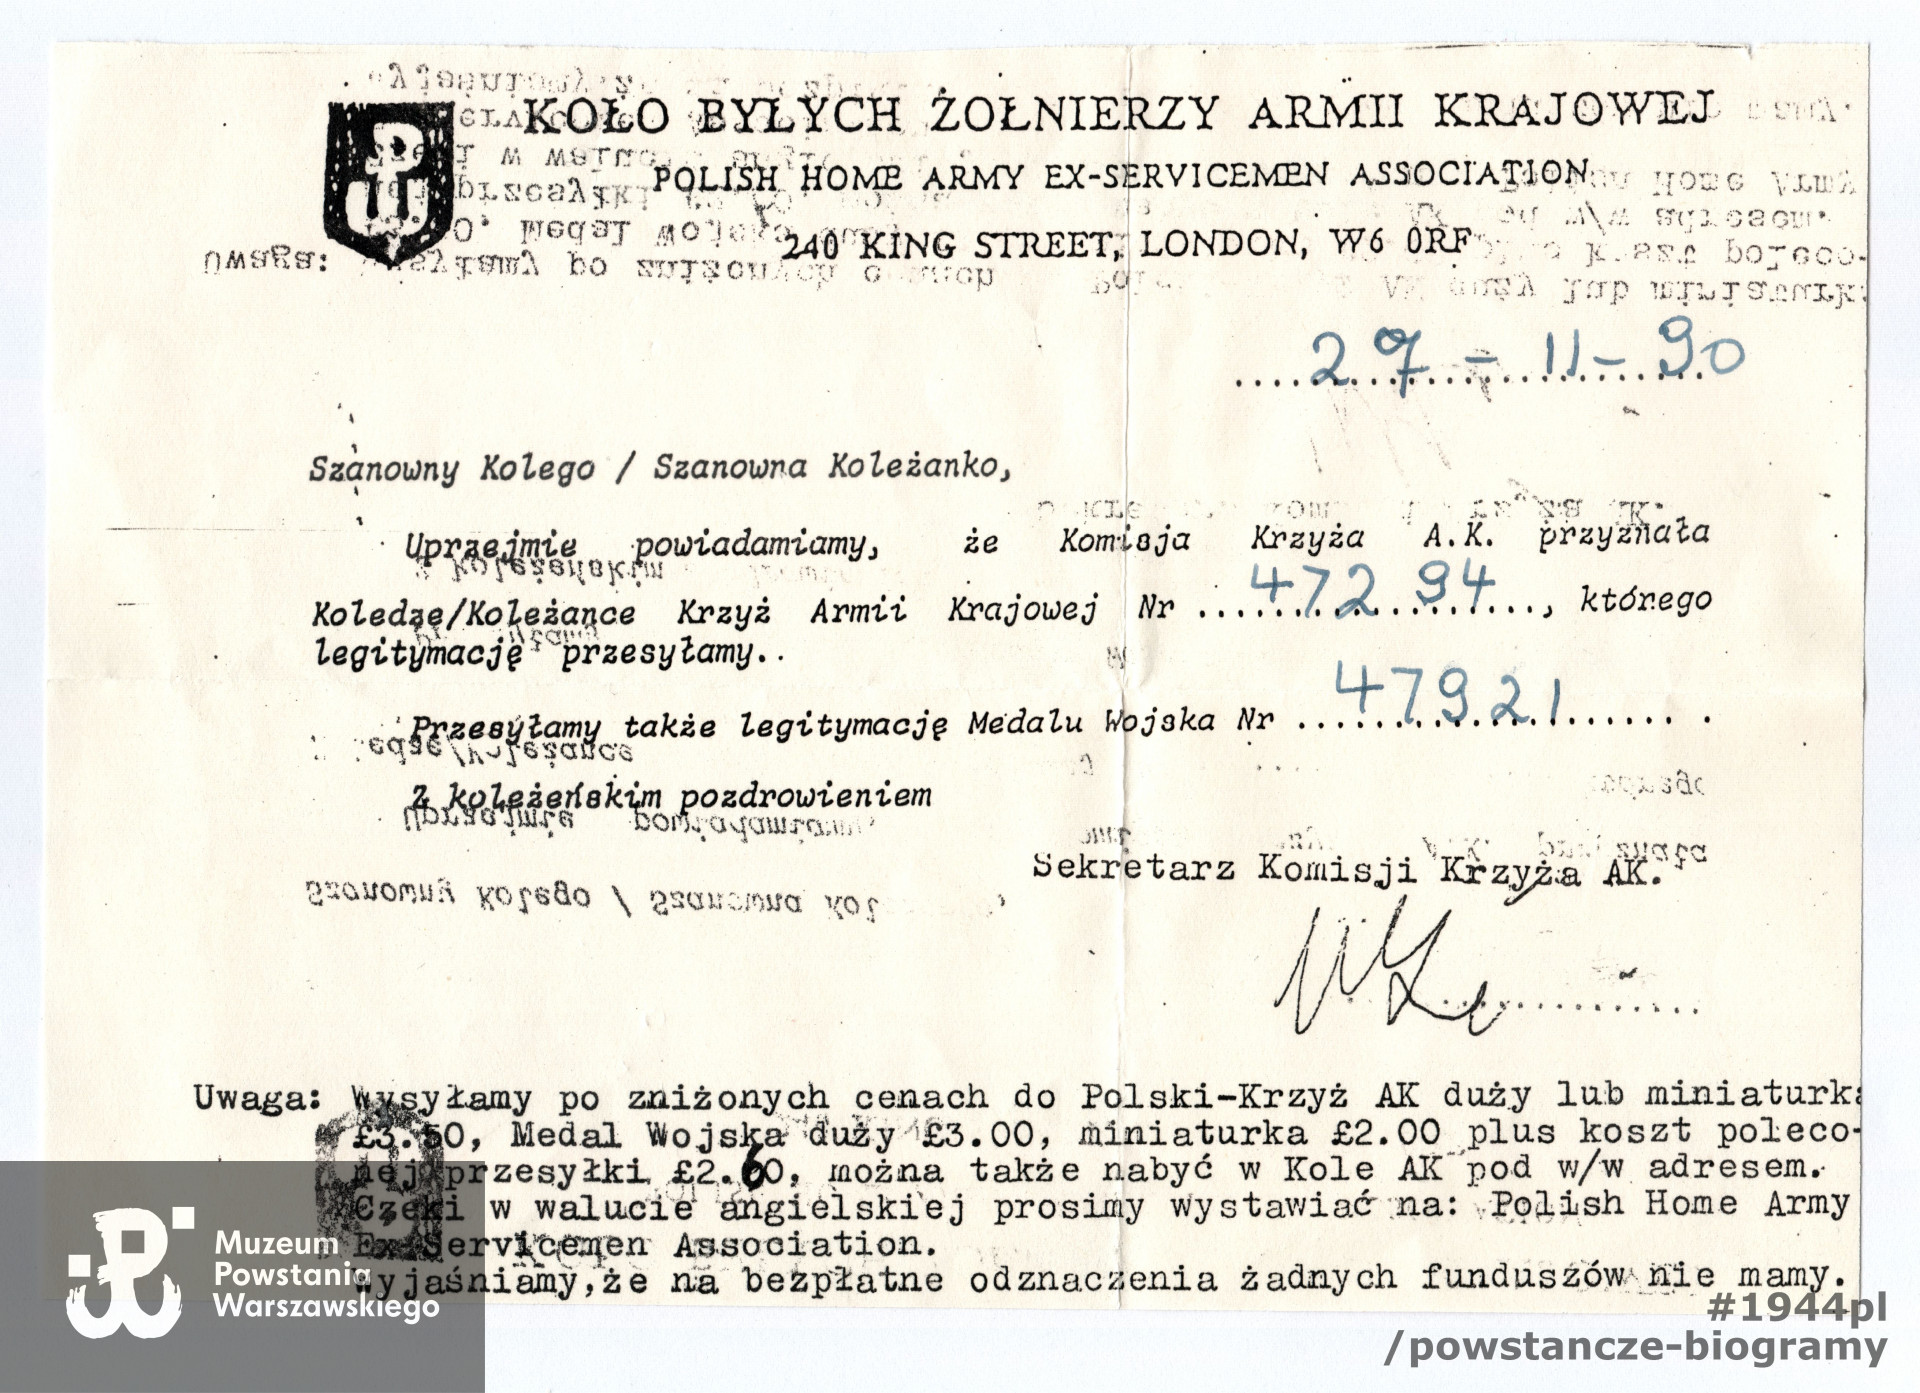 KOŁO BYŁYCH ŻOŁNIERZY ARMII KRAJOWEJ
POLISH HOME ARMY EX-SERVICEMEN ASSOCIATION
240 KING STREET, LONDON, W6 0RF
27-11-90
Szanowny Kolego / Szanowna Koleżanko,
Uprzejmie powiadamiamy, że Komisja Krzyża A.K. przyznała
Koledze/Koleżance Krzyż Armii Krajowej Nr ...47294..., którego
legitymację przesyłamy.
Przesyłamy także legitymację Medalu Wojska Nr ...47921...
Z koleżeńskim pozdrowieniem
Sekretarz Komisji Krzyża AK.
Uwaga: Wysyłamy po zniżonych cenach do Polski-Krzyż AK duży lub miniaturka
£3.50, Medal Wojska duży £3.00, miniaturka £2.00 plus koszt poleco-
nej przesyłki £2.60, można także nabyć w Kole AK pod w/w adresem.
Czeki w walucie angielskiej prosimy wystawiać na: Polish Home Army
Ex-Servicemen Association.
Wyjaśniamy,że na bezpłatne odznaczenia żadnych funduszów nie mamy.
Muzeum
Powstania
Warszawskiego
#1944pl
/powstancze-biogramy